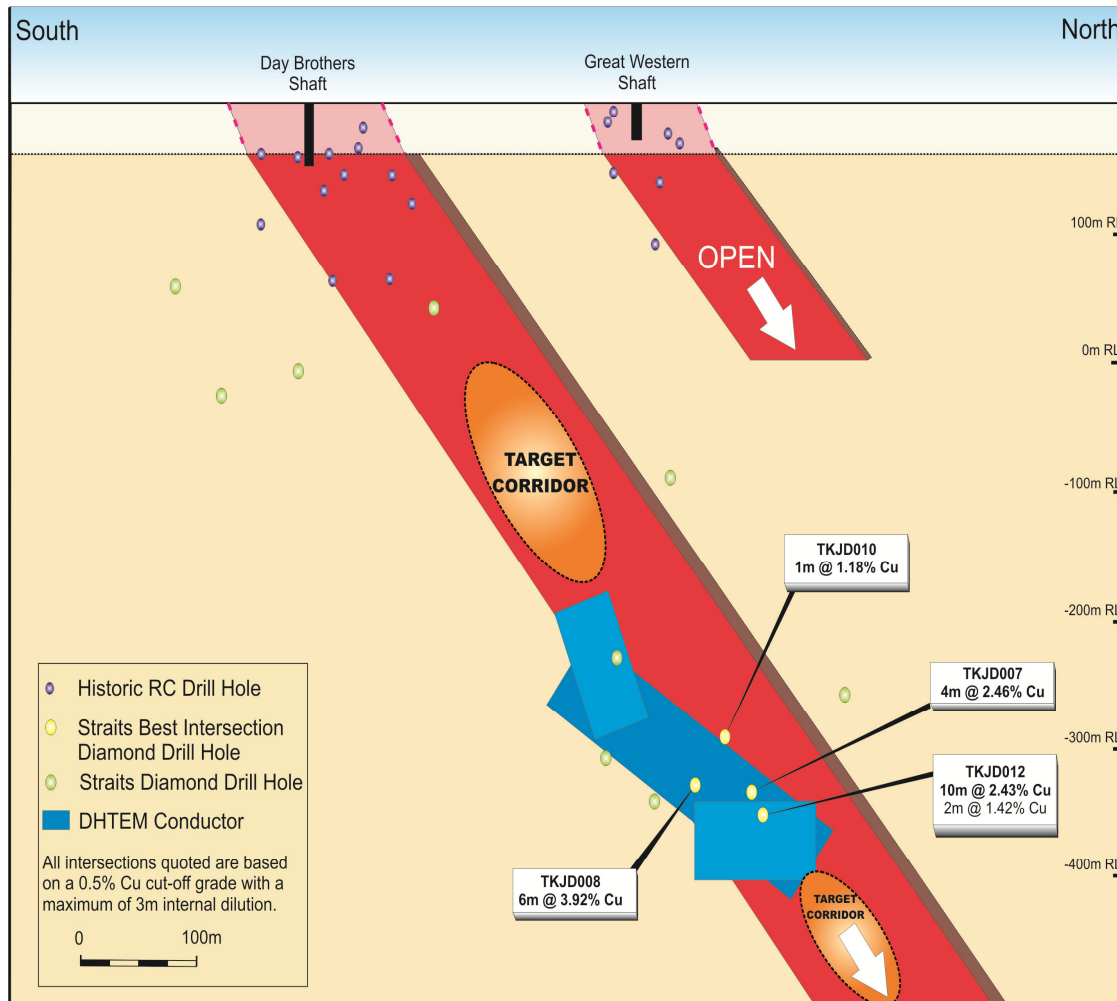 South
North
Day Brothers
Shaft
Great Western
Shaft
100m RL
OPEN
0m RL
TARGET
CORRIDOR
-100m RL
TKJD010
1m @ 1.18% Cu
-200m RL
TKJD007
4m @ 2.46% Cu
-300m RL
TKJD012
10m @ 2.43% Cu
2m @ 1.42% Cu
-400m RL
TKJD008
6m @ 3.92% Cu
TARGET
CORRIDOR
Historic RC Drill Hole
Straits Best Intersection
Diamond Drill Hole
Straits Diamond Drill Hole
DHTEM Conductor
All intersections quoted are based
on a 0.5% Cu cut-off grade with a
maximum of 3m internal dilution.
0 100m